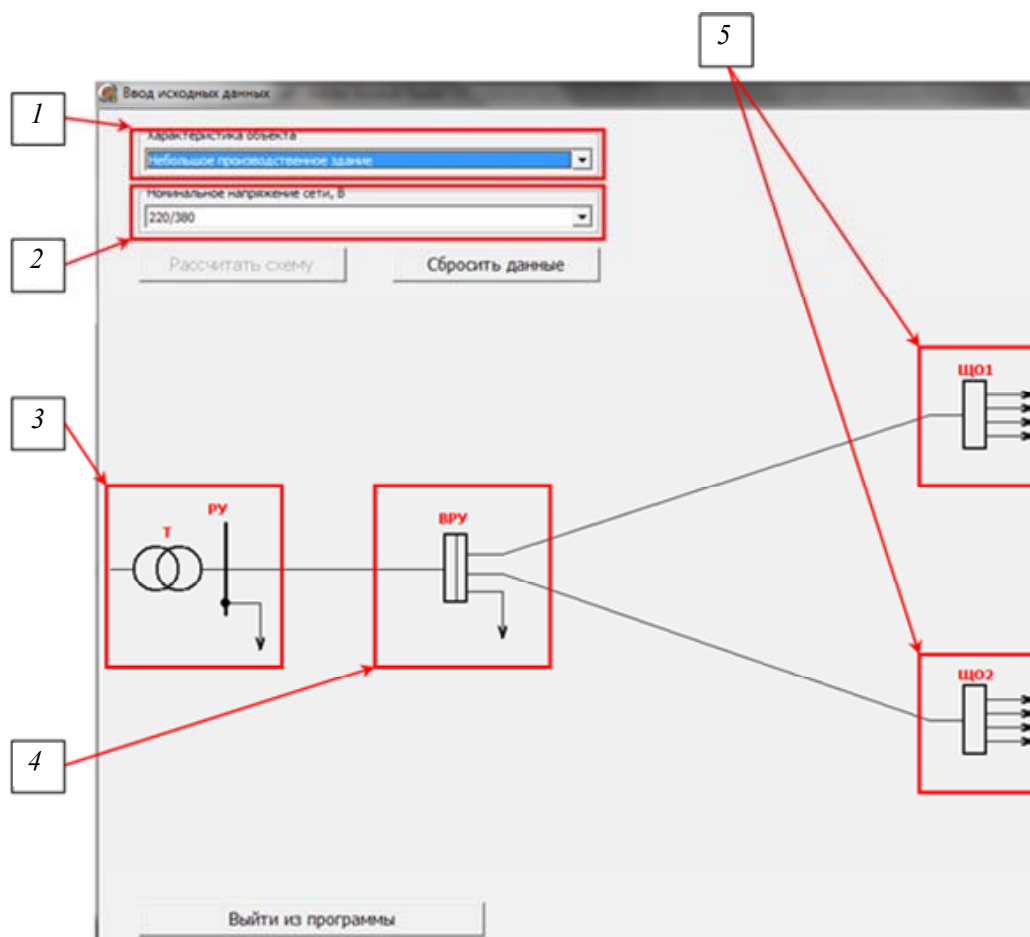 5
Ввод исходных данных
1
Характеристика объекта
Небольшое производственное здание
Номинальное напряжение сети, В
220/380
2
Рассчитать схему
Сбросить данные
ЩО1
3
РУ
Т
ВРУ
ЩО2
4
Выйти из программы